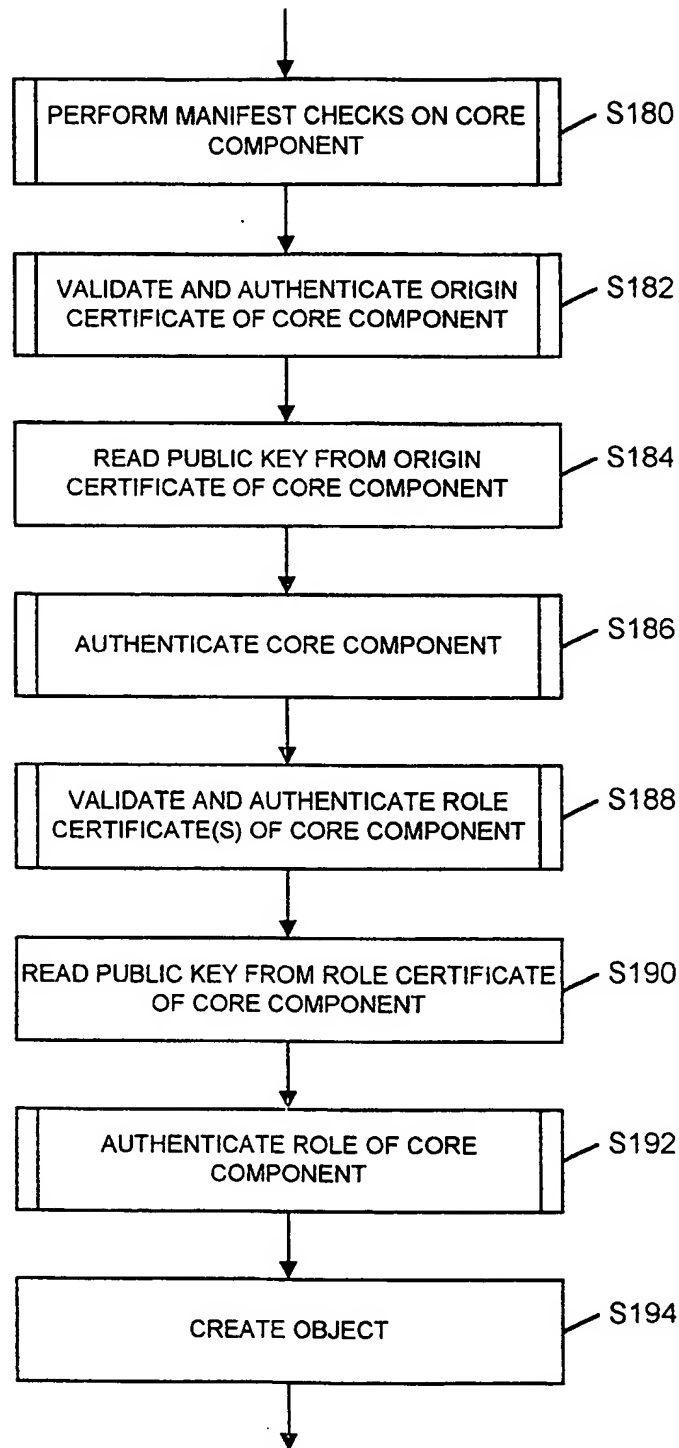 PERFORM MANIFEST CHECKS ON CORE
COMPONENT
S180
VALIDATE AND AUTHENTICATE ORIGIN
CERTIFICATE OF CORE COMPONENT
S182
READ PUBLIC KEY FROM ORIGIN
CERTIFICATE OF CORE COMPONENT
S184
AUTHENTICATE CORE COMPONENT
S186
VALIDATE AND AUTHENTICATE ROLE
CERTIFICATE(S) OF CORE COMPONENT
S188
READ PUBLIC KEY FROM ROLE CERTIFICATE
OF CORE COMPONENT
S190
AUTHENTICATE ROLE OF CORE
COMPONENT
S192
CREATE OBJECT
S194